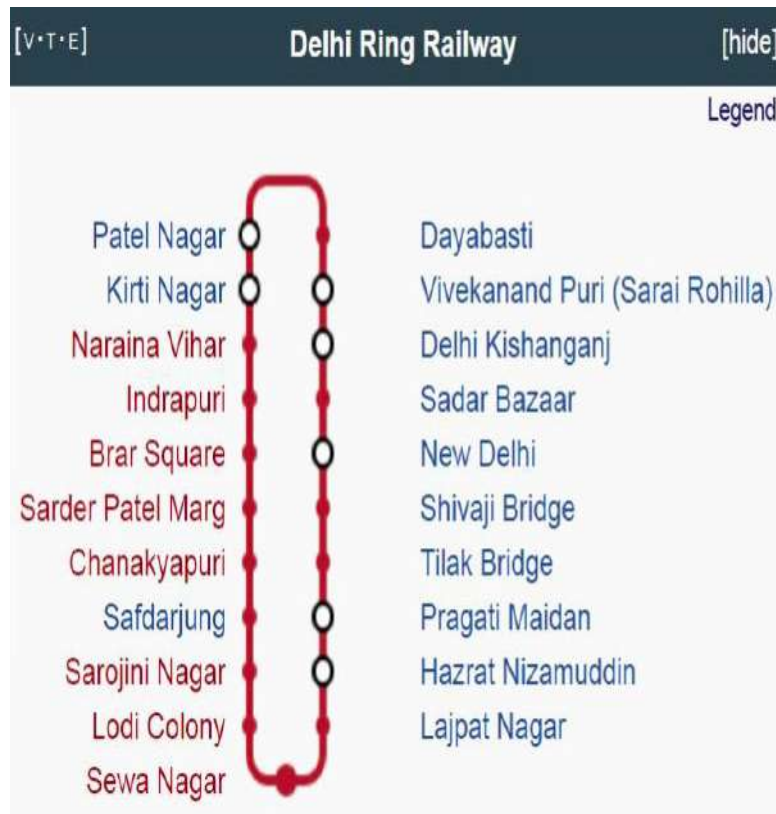 [V·T·E] Delhi Ring Railway [hide]
Legend
Patel Nagar Dayabasti
Kirti Nagar Vivekanand Puri (Sarai Rohilla)
Naraina Vihar Delhi Kishanganj
Indrapuri Sadar Bazaar
Brar Square New Delhi
Sarder Patel Marg Shivaji Bridge
Chanakyapuri Tilak Bridge
Safdarjung Pragati Maidan
Sarojini Nagar Hazrat Nizamuddin
Lodi Colony Lajpat Nagar
Sewa Nagar